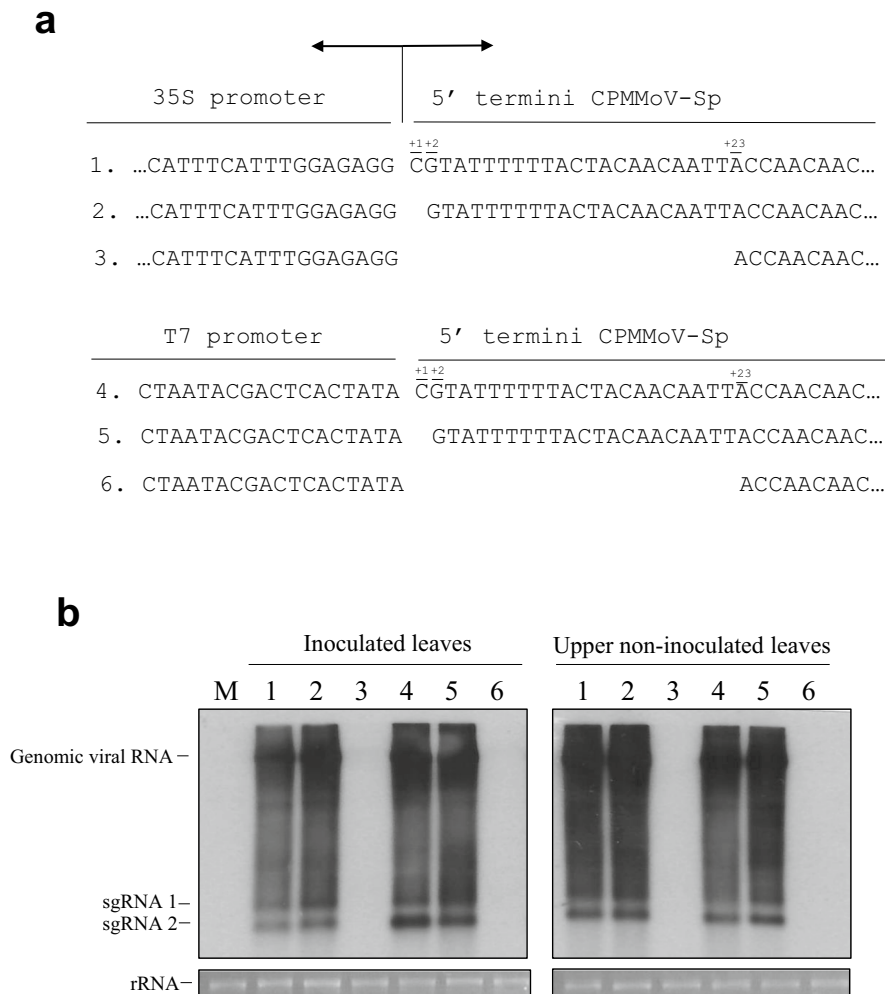 a
35S promoter 5′ termini CPMMoV-Sp
+1 +2 +23
1. …CATTTCATTTGGAGAGG CGTATTTTTTACTACAACAATTACCAACAAC…
2. …CATTTCATTTGGAGAGG GTATTTTTTACTACAACAATTACCAACAAC…
3. …CATTTCATTTGGAGAGG ACCAACAAC…
T7 promoter 5′ termini CPMMoV-Sp
+1 +2 +23
4. CTAATACGACTCACTATA CGTATTTTTTACTACAACAATTACCAACAAC…
5. CTAATACGACTCACTATA GTATTTTTTACTACAACAATTACCAACAAC…
6. CTAATACGACTCACTATA ACCAACAAC…
b
Inoculated leaves Upper non-inoculated leaves
M 1 2 3 4 5 6 1 2 3 4 5 6
Genomic viral RNA
sgRNA 1
sgRNA 2
rRNA